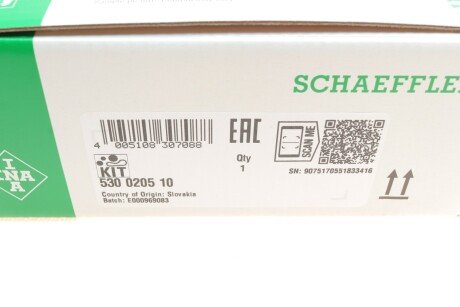 SCHAEFFLER
4 005108 307088
EAC
SCAN ME
KIT
Qty
1
530 0205 10
SN: 9075170551833416
Country of Origin: Slovakia
Batch: E000969083
INA